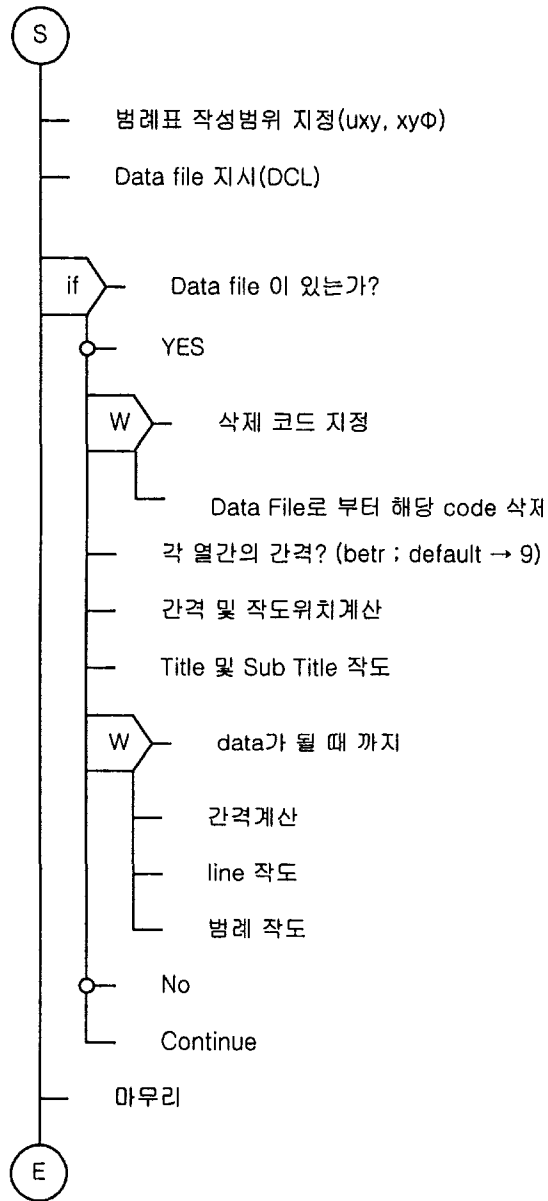 S
범례표 작성범위 지정(uxy, xyΦ)
Data file 지시(DCL)
if Data file 이 있는가?
YES
W 삭제 코드 지정
Data File로 부터 해당 code 삭제
각 열간의 간격? (betr ; default → 9)
간격 및 작도위치계산
Title 및 Sub Title 작도
W data가 될 때 까지
간격계산
line 작도
범례 작도
No
Continue
마무리
E